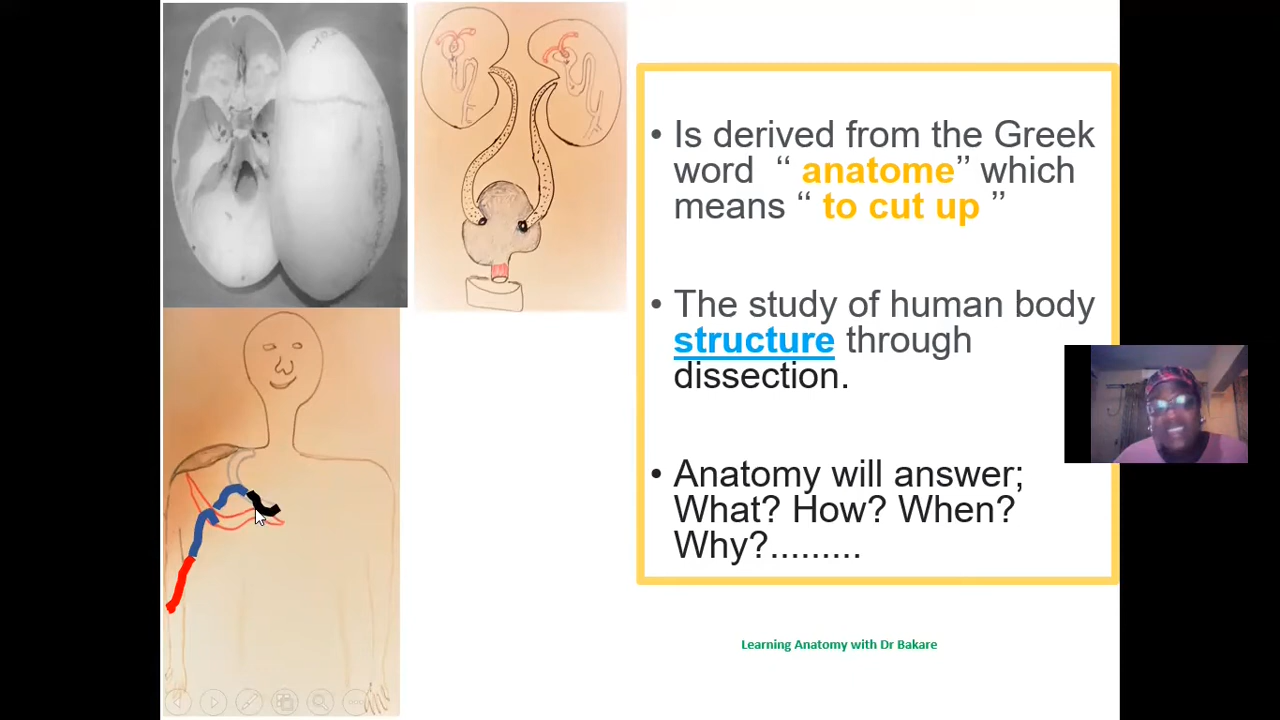 • Is derived from the Greek
word “ anatome” which
means “ to cut up ”
• The study of human body
structure through
dissection.
• Anatomy will answer;
What? How? When?
Why?.........
Learning Anatomy with Dr Bakare